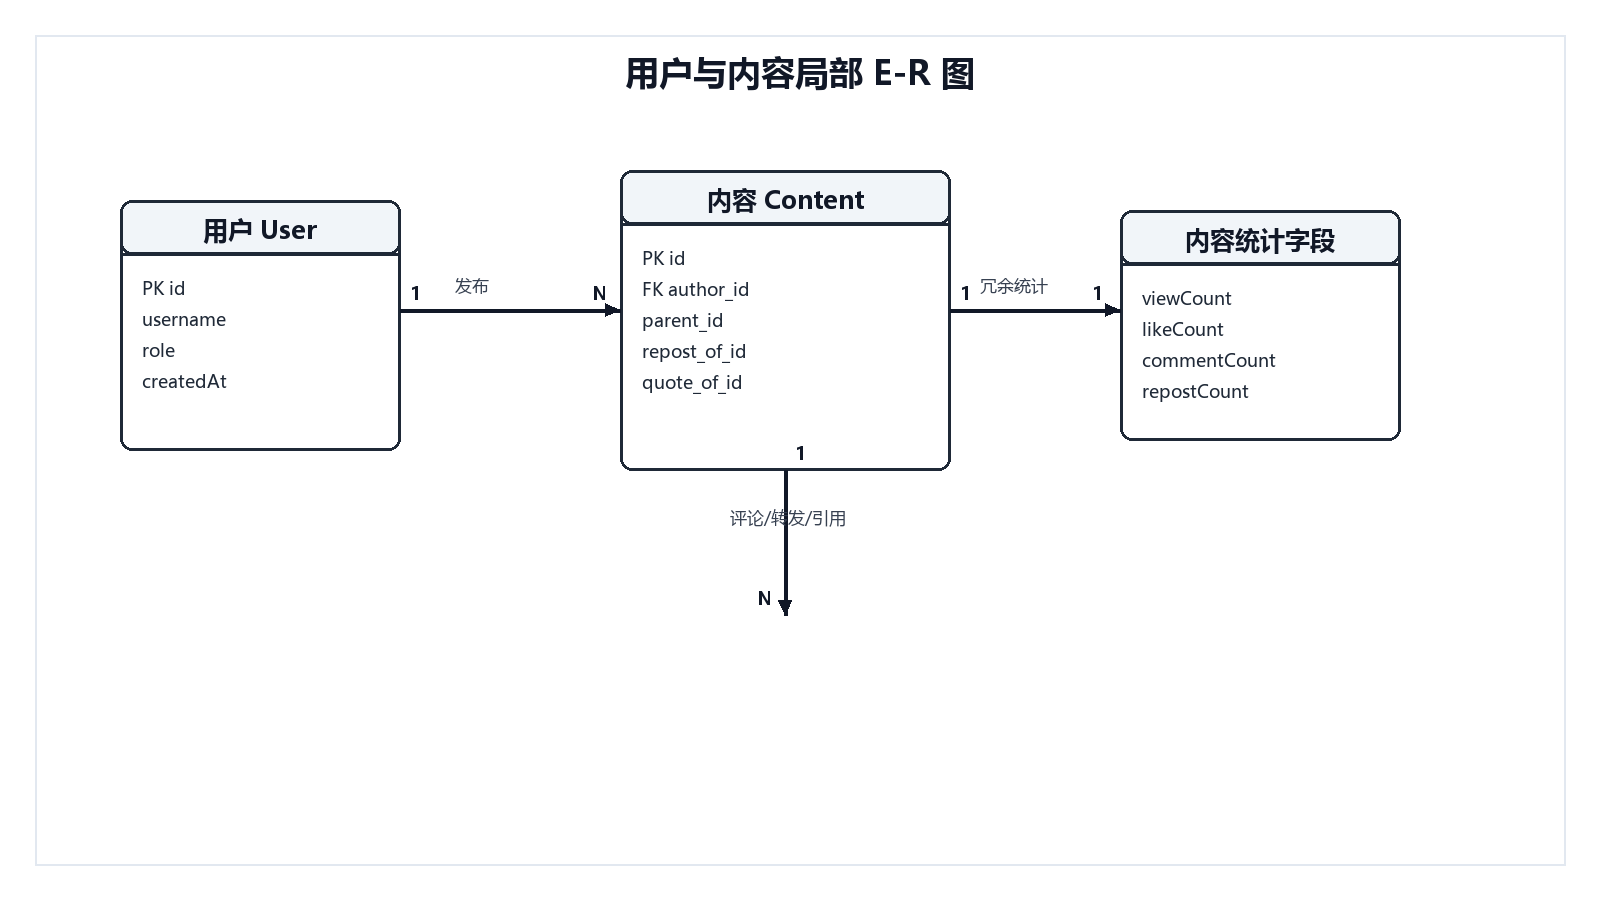 用户与内容局部 E-R 图
用户 User
PK id
username
role
createdAt
1
发布
N
内容 Content
PK id
FK author_id
parent_id
repost_of_id
quote_of_id
1
评论/转发/引用
N
1
冗余统计
1
内容统计字段
viewCount
likeCount
commentCount
repostCount